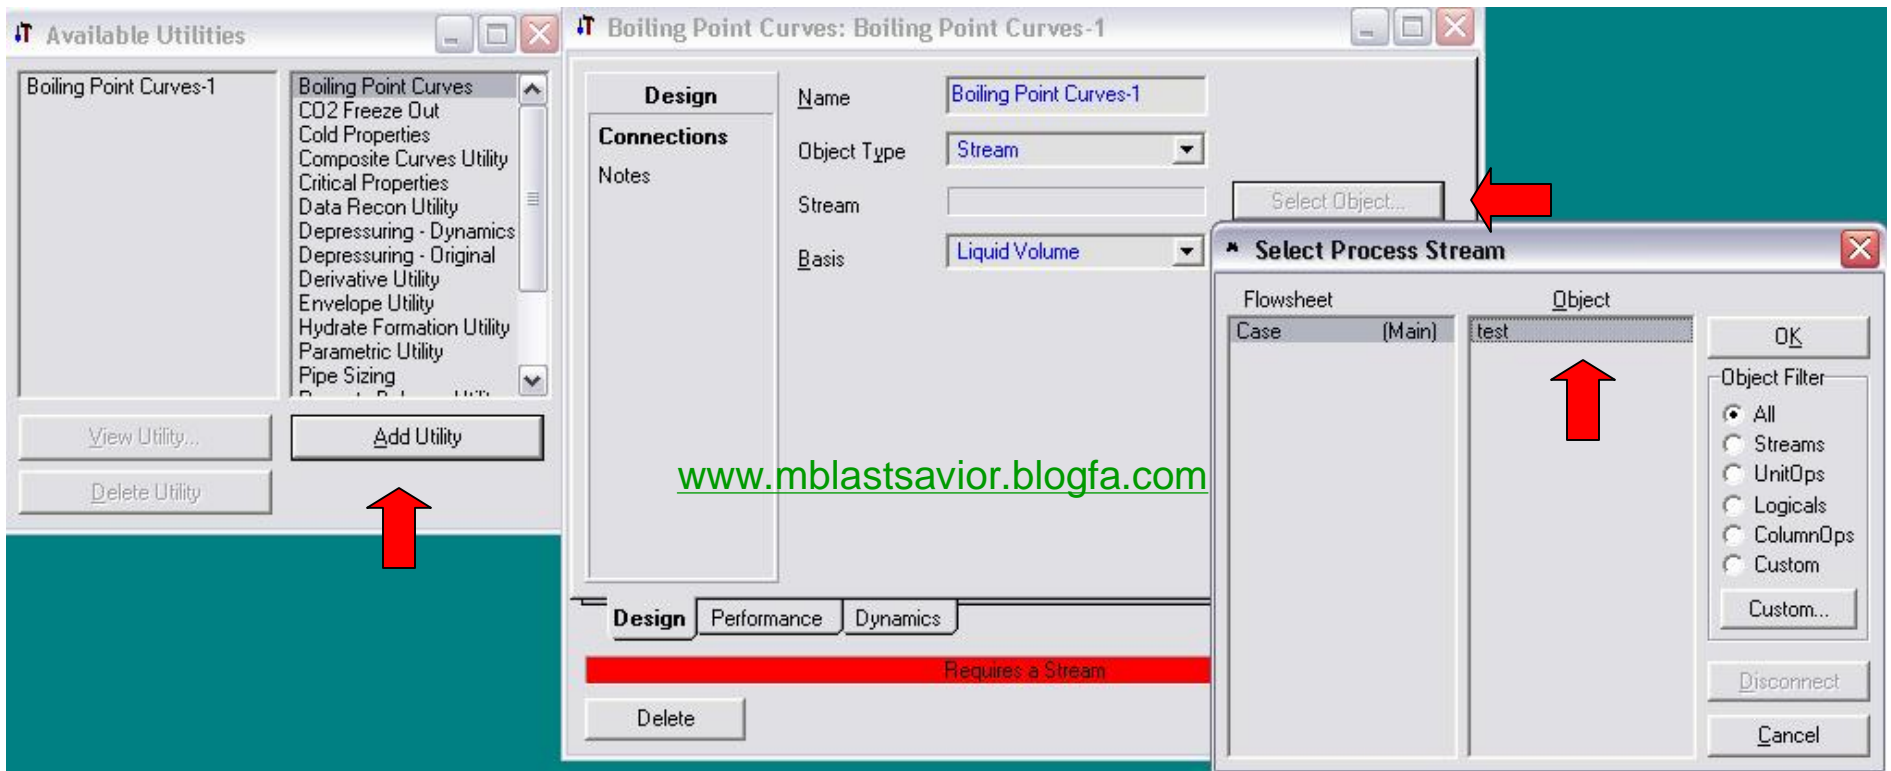 Available Utilities
Boiling Point Curves-1
Boiling Point Curves
CO2 Freeze Out
Cold Properties
Composite Curves Utility
Critical Properties
Data Recon Utility
Depressuring - Dynamics
Depressuring - Original
Derivative Utility
Envelope Utility
Hydrate Formation Utility
Parametric Utility
Pipe Sizing
View Utility...
Add Utility
Delete Utility
Boiling Point Curves: Boiling Point Curves-1
Design
Connections
Notes
Name
Boiling Point Curves-1
Object Type
Stream
Stream
Select Object...
Basis
Liquid Volume
www.mblastsavior.blogfa.com
Design
Performance
Dynamics
Requires a Stream
Delete
Select Process Stream
Flowsheet
Object
Case (Main)
test
OK
Object Filter
All
Streams
UnitOps
Logicals
ColumnOps
Custom
Custom...
Disconnect
Cancel